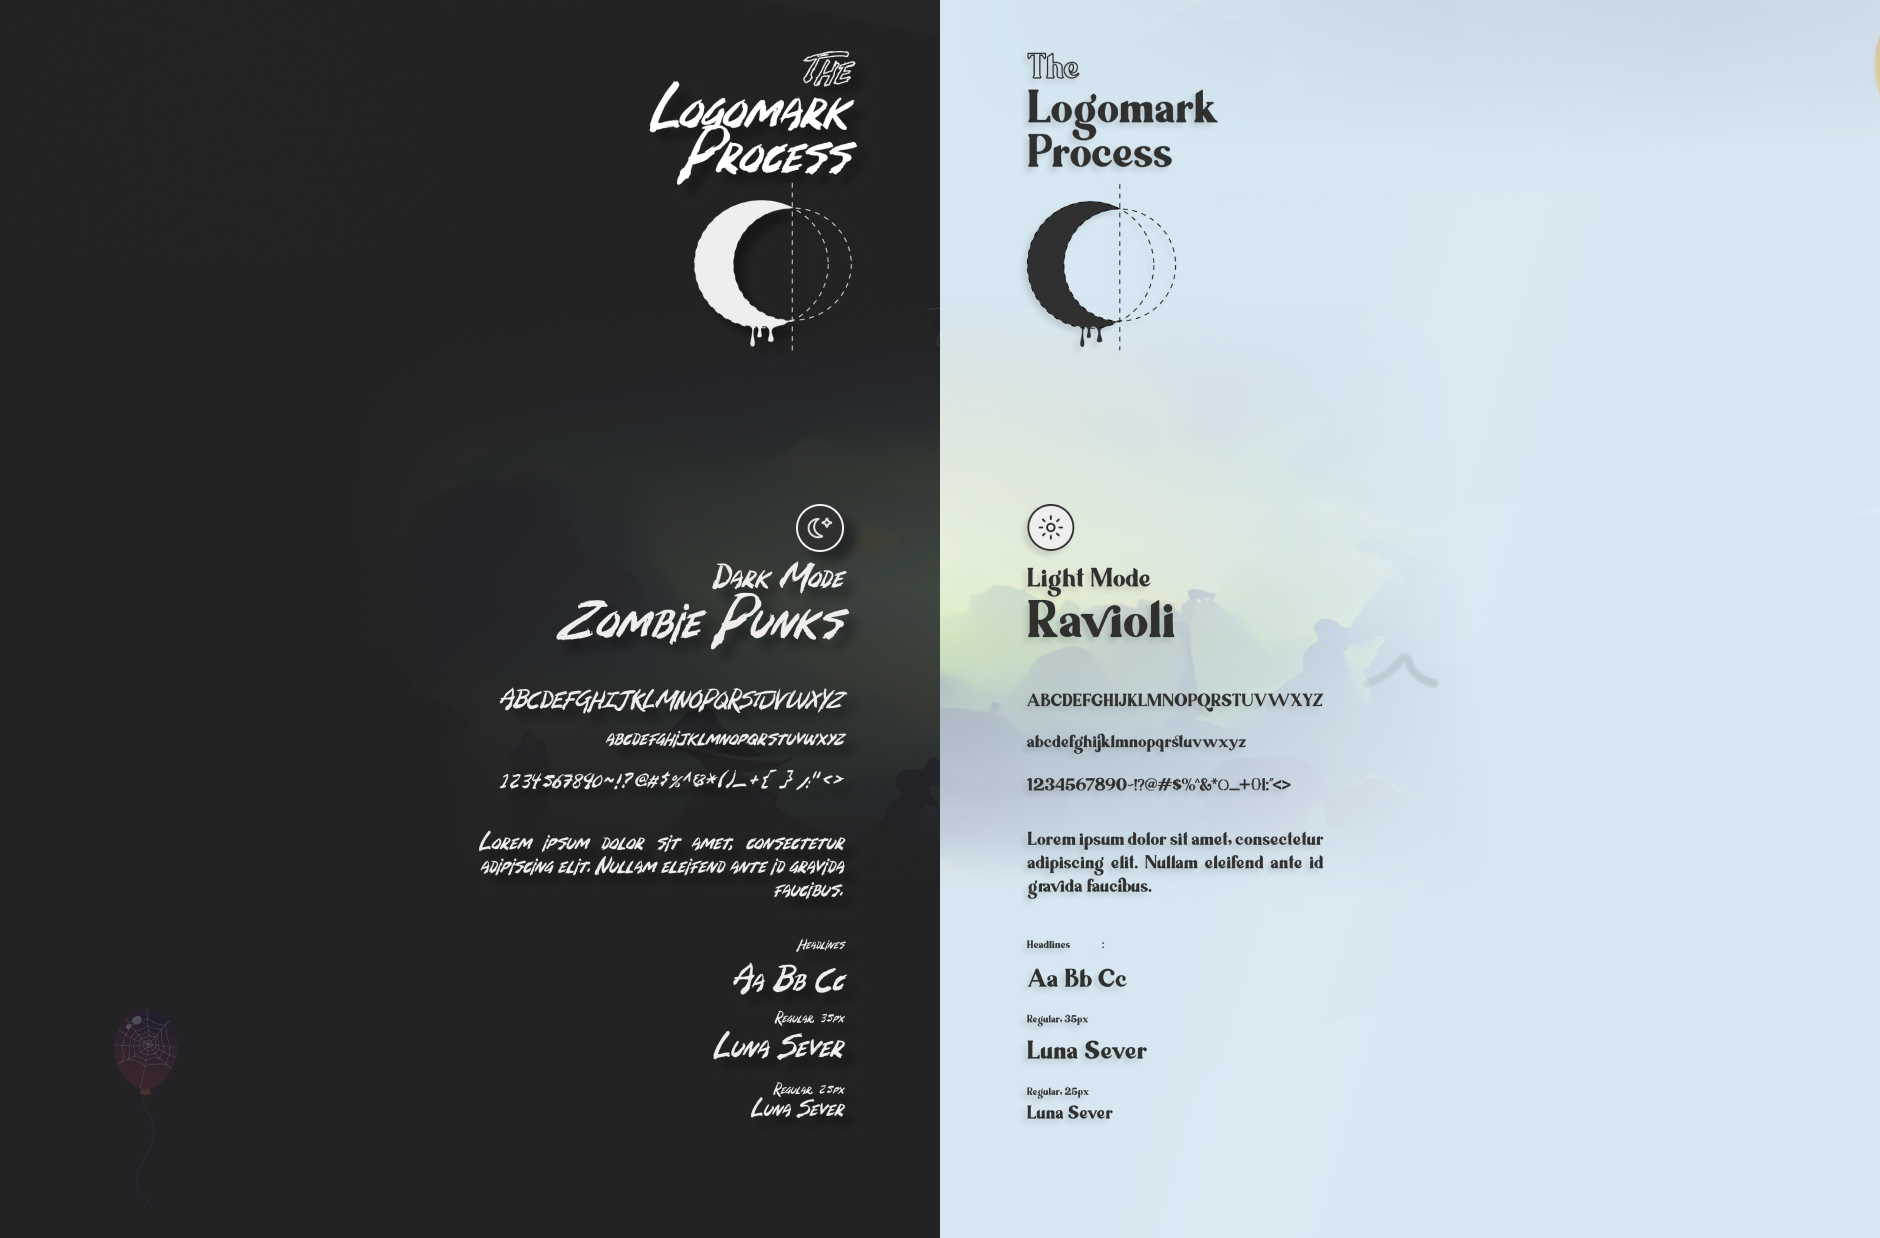 The
Logomark
Process
Dark Mode
Zombie Punks
ABCDEFGHIJKLMNOPQRSTUVWXYZ
abcdefghijklmnopqrstuvwxyz
1234567890~!?@#$%^&*()_+{ }/:"<>
Lorem ipsum dolor sit amet, consectetur
adipiscing elit. Nullam eleifend ante id gravida
faucibus.
Headlines
Aa Bb Cc
Regular, 35px
Luna Sever
Regular, 25px
Luna Sever
The
Logomark
Process
Light Mode
Ravioli
ABCDEFGHIJKLMNOPQRSTUVWXYZ
abcdefghijklmnopqrstuvwxyz
1234567890~!?@#$%^&*()_+{}|:"<>
Lorem ipsum dolor sit amet, consectetur
adipiscing elit. Nullam eleifend ante id
gravida faucibus.
Headlines :
Aa Bb Cc
Regular, 35px
Luna Sever
Regular, 25px
Luna Sever